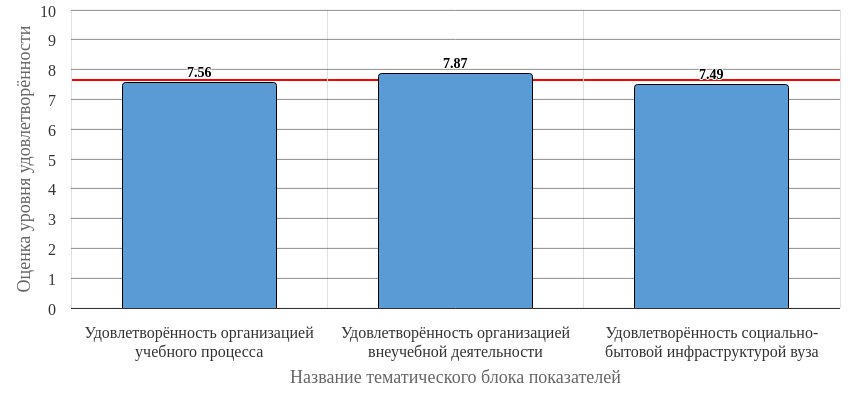 Оценка уровня удовлетворённости
10
9
8
7
6
5
4
3
2
1
0
7.56
7.87
7.49
Удовлетворённость организацией
учебного процесса
Удовлетворённость организацией
внеучебной деятельности
Удовлетворённость социально-
бытовой инфраструктурой вуза
Название тематического блока показателей